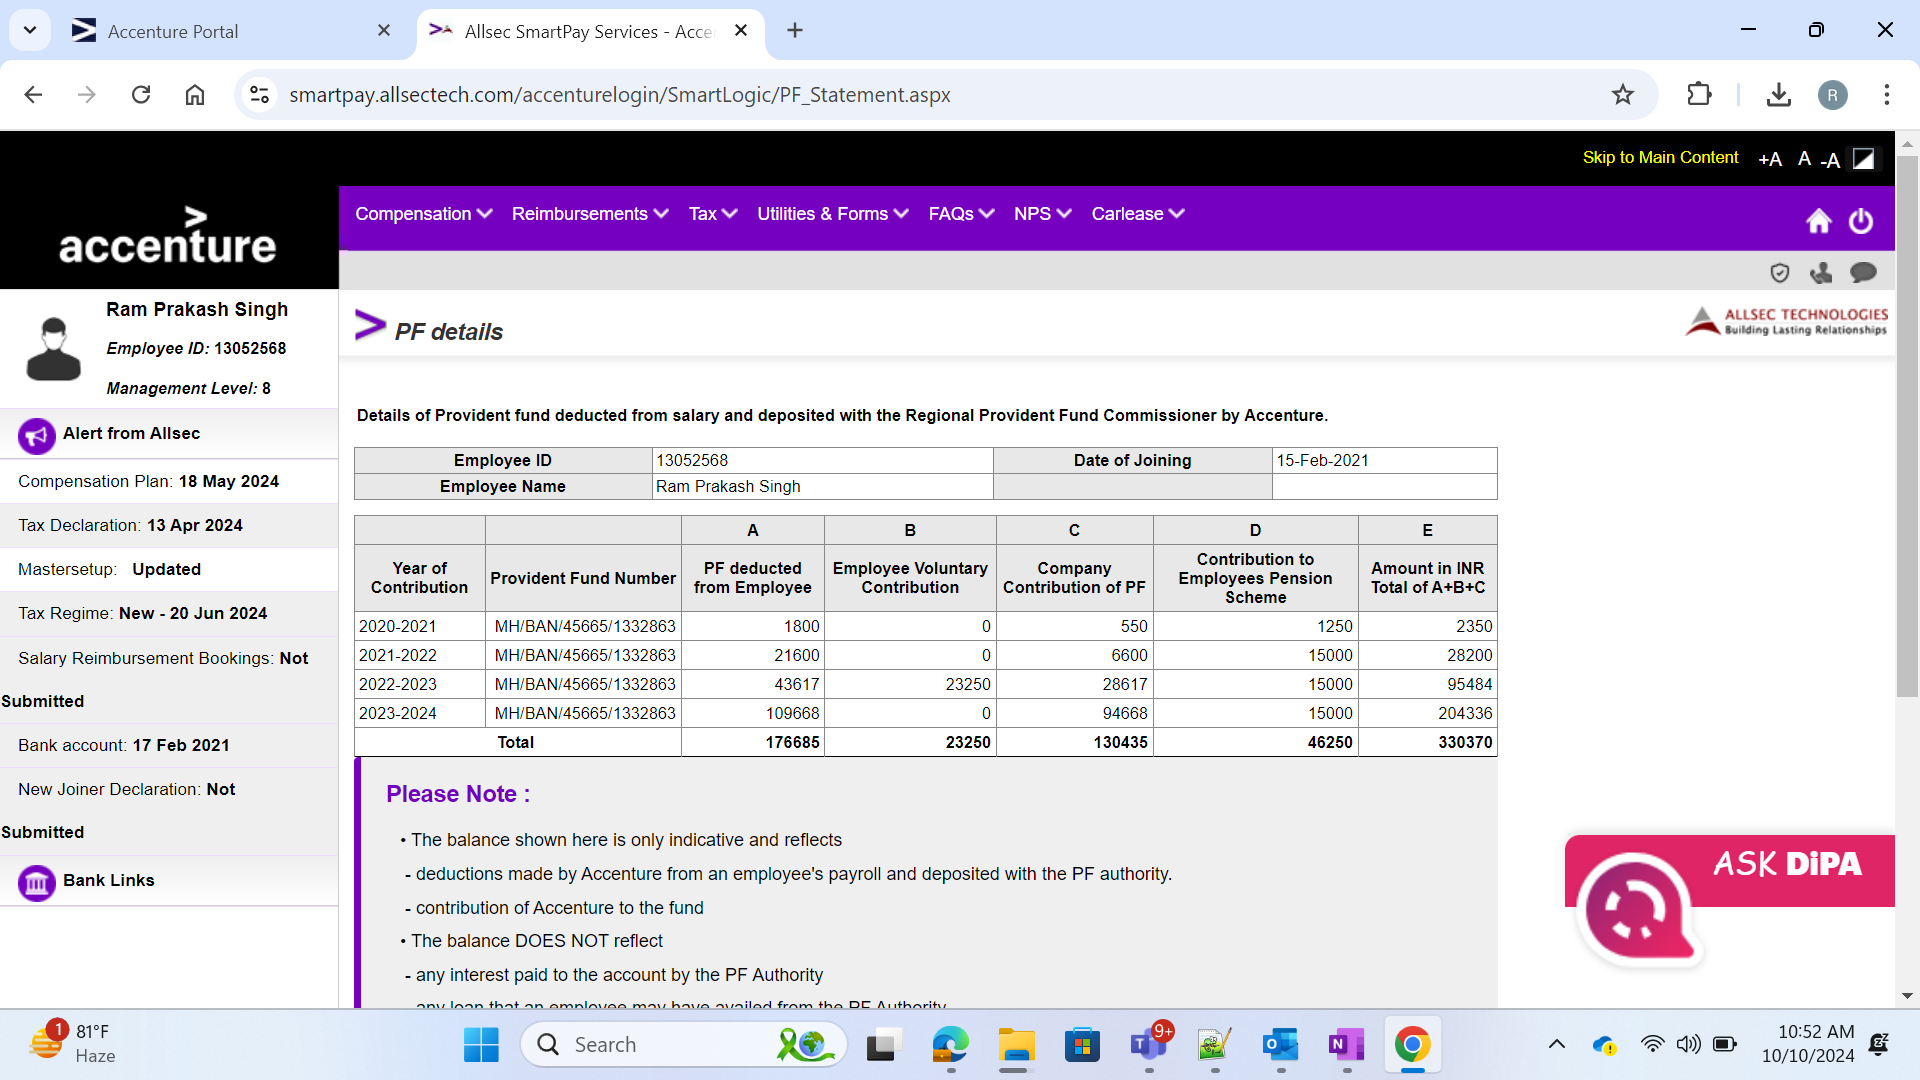 Accenture Portal
Allsec SmartPay Services - Acce
smartpay.allsectech.com/accenturelogin/SmartLogic/PF_Statement.aspx
R
Skip to Main Content +A A -A
accenture
Compensation Reimbursements Tax Utilities & Forms FAQs NPS Carlease
Ram Prakash Singh
Employee ID: 13052568
Management Level: 8
Alert from Allsec
Compensation Plan: 18 May 2024
Tax Declaration: 13 Apr 2024
Mastersetup: Updated
Tax Regime: New - 20 Jun 2024
Salary Reimbursement Bookings: Not
Submitted
Bank account: 17 Feb 2021
New Joiner Declaration: Not
Submitted
Bank Links
PF details
ALLSEC TECHNOLOGIES
Building Lasting Relationships
Details of Provident fund deducted from salary and deposited with the Regional Provident Fund Commissioner by Accenture.
Employee ID 13052568 Date of Joining 15-Feb-2021
Employee Name Ram Prakash Singh
A B C D E
Year of Contribution Provident Fund Number PF deducted from Employee Employee Voluntary Contribution Company Contribution of PF Contribution to Employees Pension Scheme Amount in INR Total of A+B+C
2020-2021 MH/BAN/45665/1332863 1800 0 550 1250 2350
2021-2022 MH/BAN/45665/1332863 21600 0 6600 15000 28200
2022-2023 MH/BAN/45665/1332863 43617 23250 28617 15000 95484
2023-2024 MH/BAN/45665/1332863 109668 0 94668 15000 204336
Total 176685 23250 130435 46250 330370
Please Note :
• The balance shown here is only indicative and reflects
- deductions made by Accenture from an employee's payroll and deposited with the PF authority.
- contribution of Accenture to the fund
• The balance DOES NOT reflect
- any interest paid to the account by the PF Authority
- any loan that an employee may have availed from the PF Authority
ASK DiPA
1
81°F
Haze
Search
9+
10:52 AM
10/10/2024